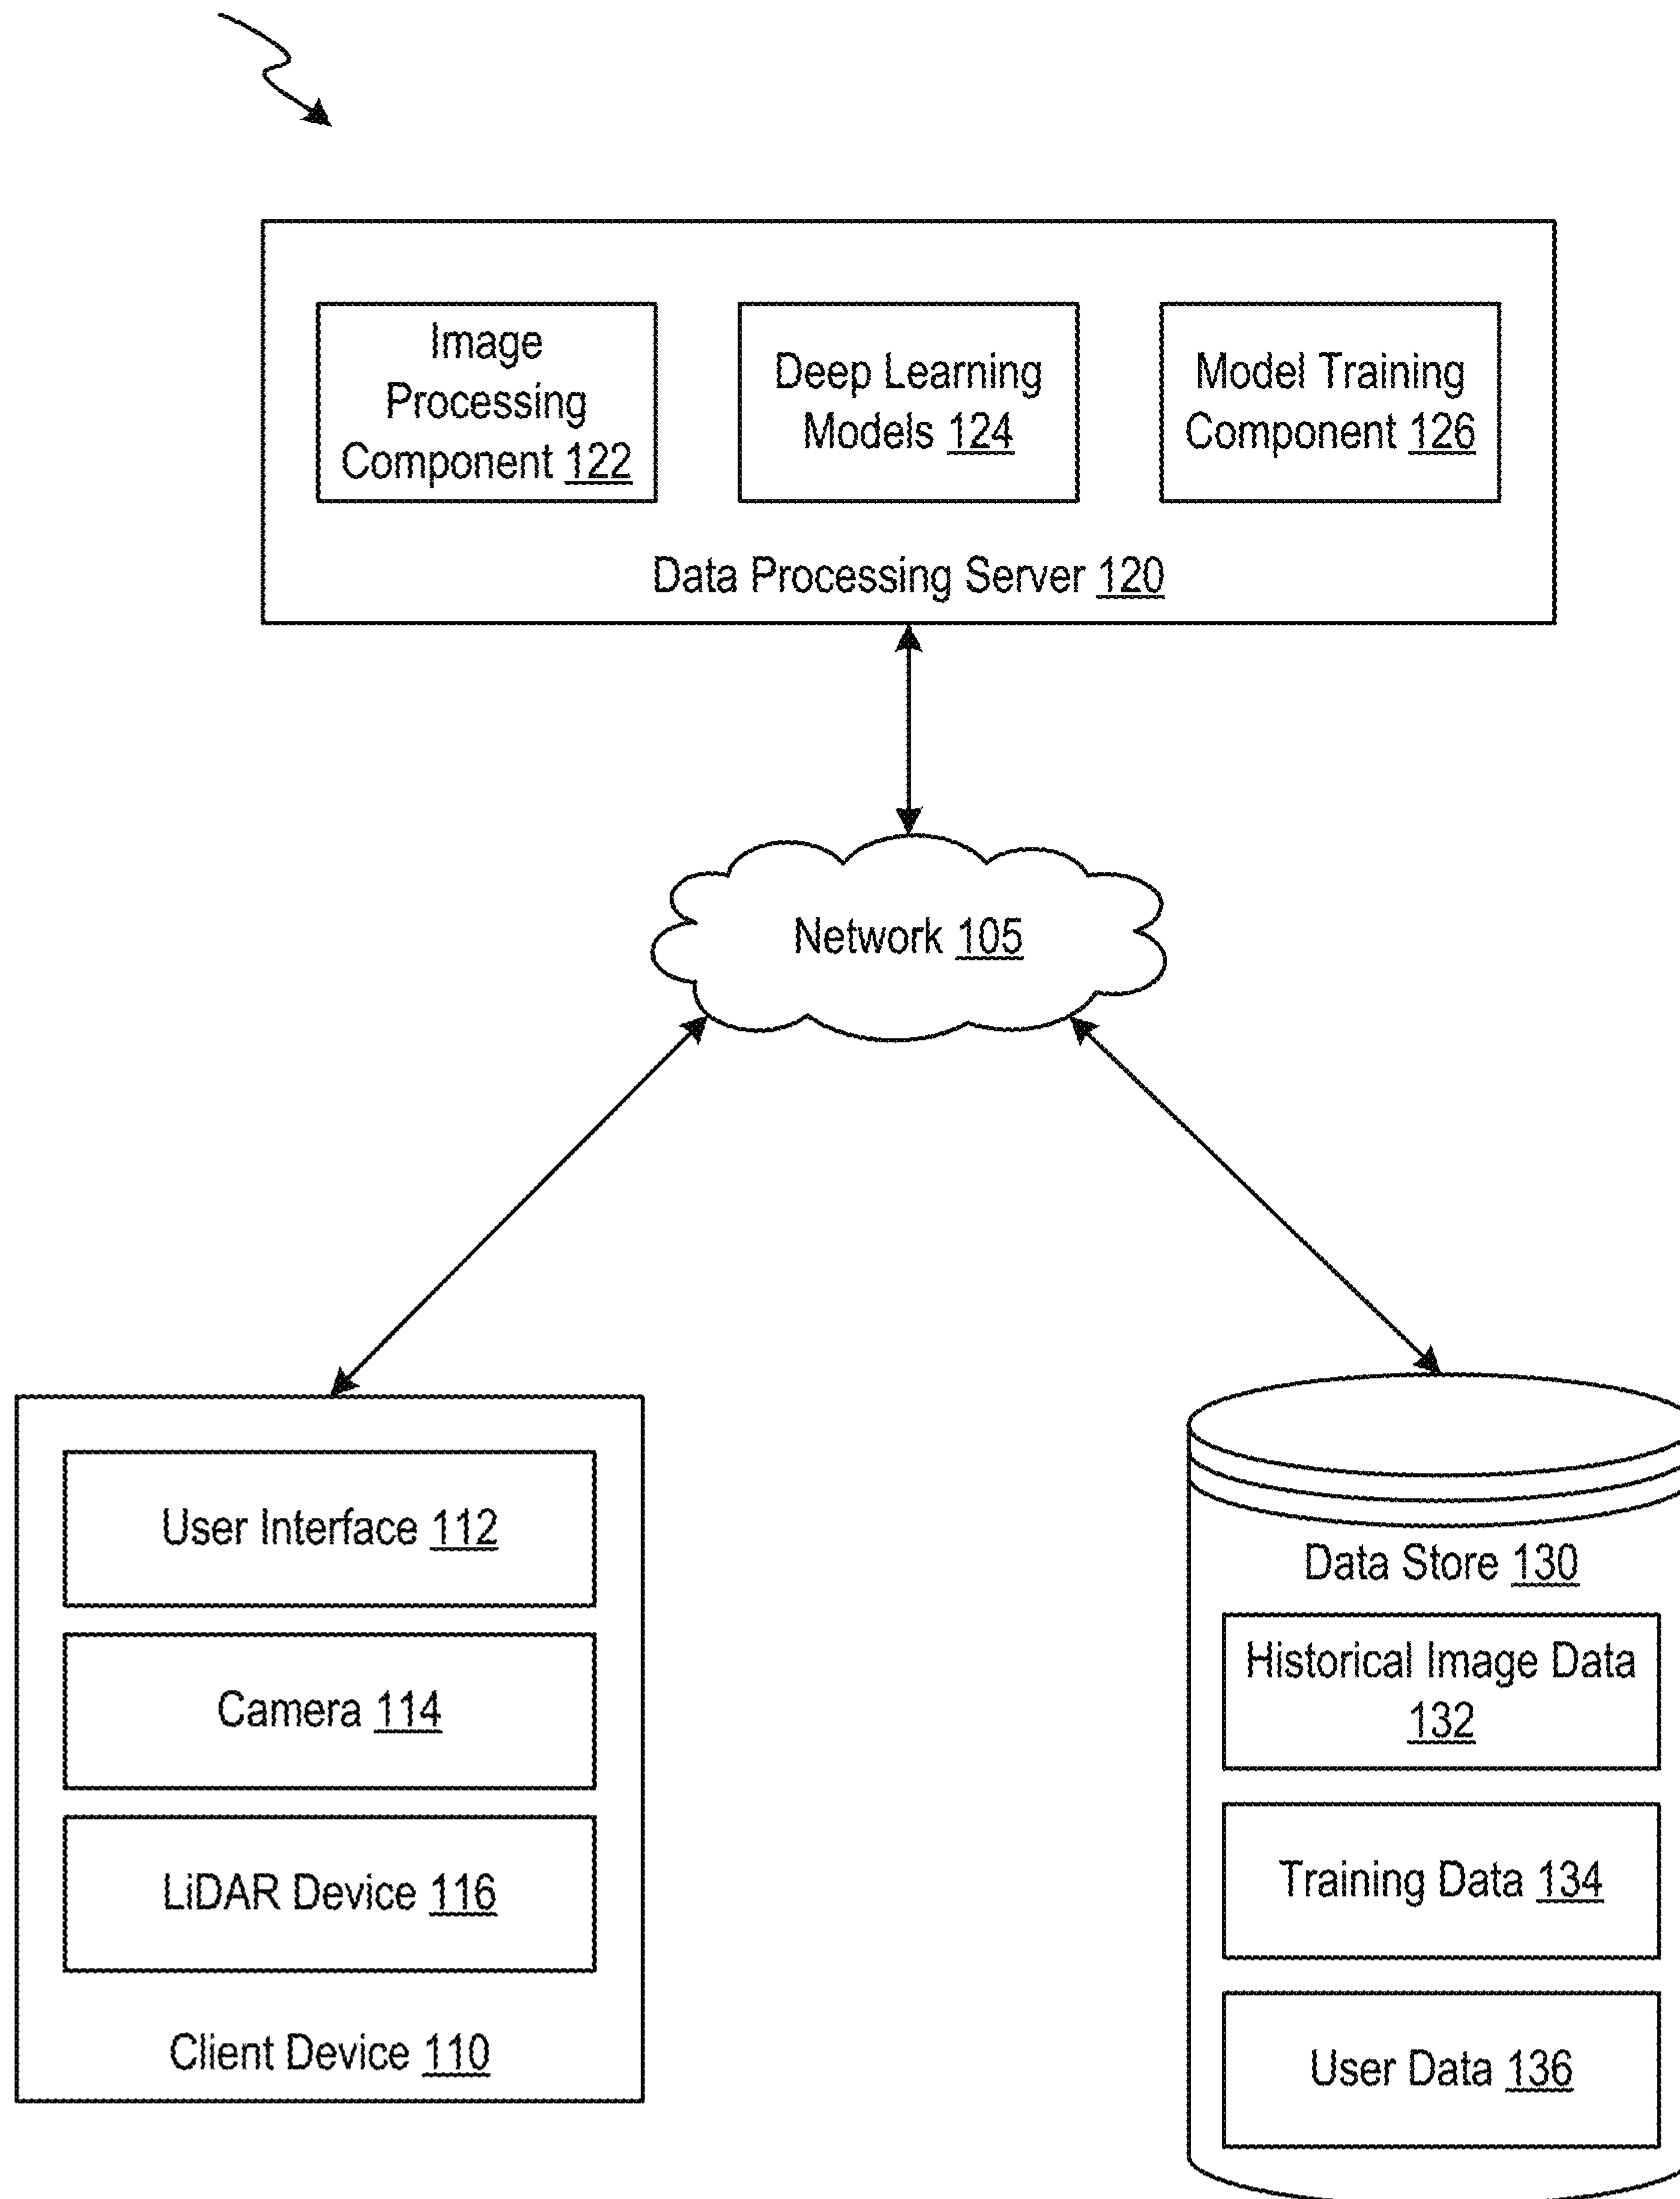 Image
Processing
Component 122
Deep Learning
Models 124
Model Training
Component 126
Data Processing Server 120
Network 105
User Interface 112
Camera 114
LiDAR Device 116
Client Device 110
Data Store 130
Historical Image Data
132
Training Data 134
User Data 136